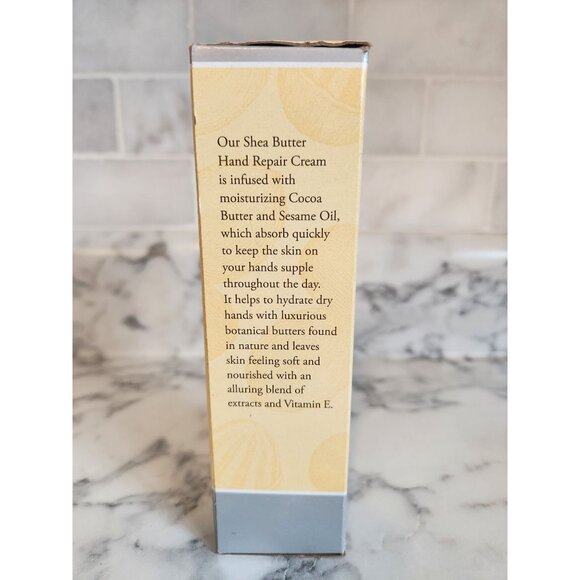 Our Shea Butter
Hand Repair Cream
is infused with
moisturizing Cocoa
Butter and Sesame Oil,
which absorb quickly
to keep the skin on
your hands supple
throughout the day.
It helps to hydrate dry
hands with luxurious
botanical butters found
in nature and leaves
skin feeling soft and
nourished with an
alluring blend of
extracts and Vitamin E.